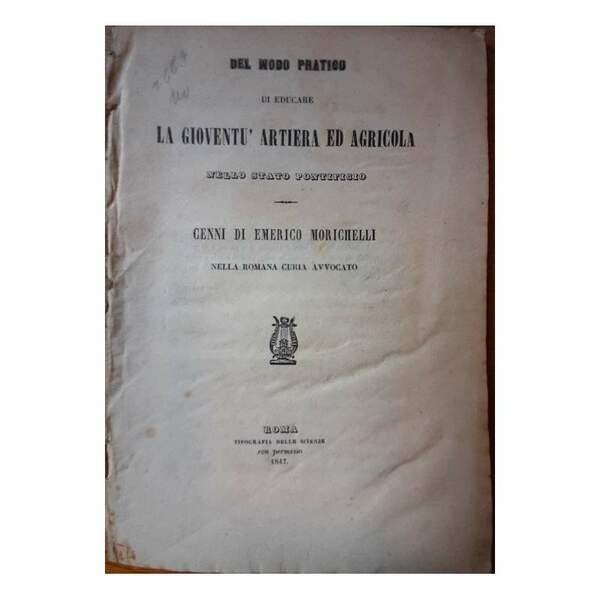 DEL MODO PRATICO
DI EDUCARE
LA GIOVENTU' ARTIERA ED AGRICOLA
NELLO STATO PONTIFICIO
CENNI DI EMERICO MORICHELLI
NELLA ROMANA CURIA AVVOCATO
ROMA
TIPOGRAFIA DELLE SCIENZE
con permesso
1847.